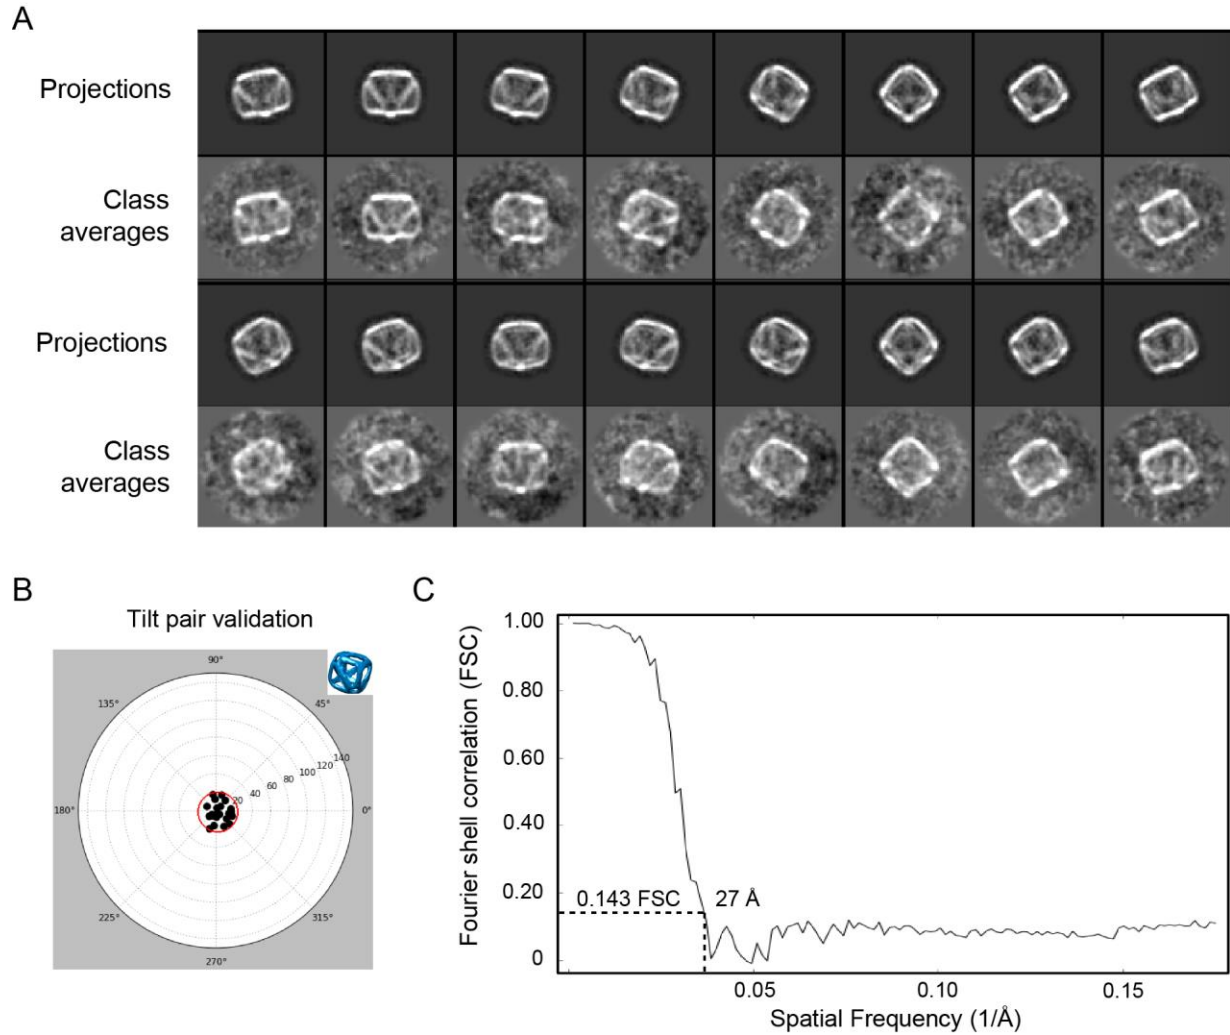 A
Projections
Class
averages
Projections
Class
averages
B
Tilt pair validation
90°
135°
45°
180°
0°
20 40 60 80 100 120 140
225°
315°
270°
C
Fourier shell correlation (FSC)
1.00
0.80
0.60
0.40
0.20
0
0.143 FSC
27 Å
0.05
0.10
0.15
Spatial Frequency (1/Å)